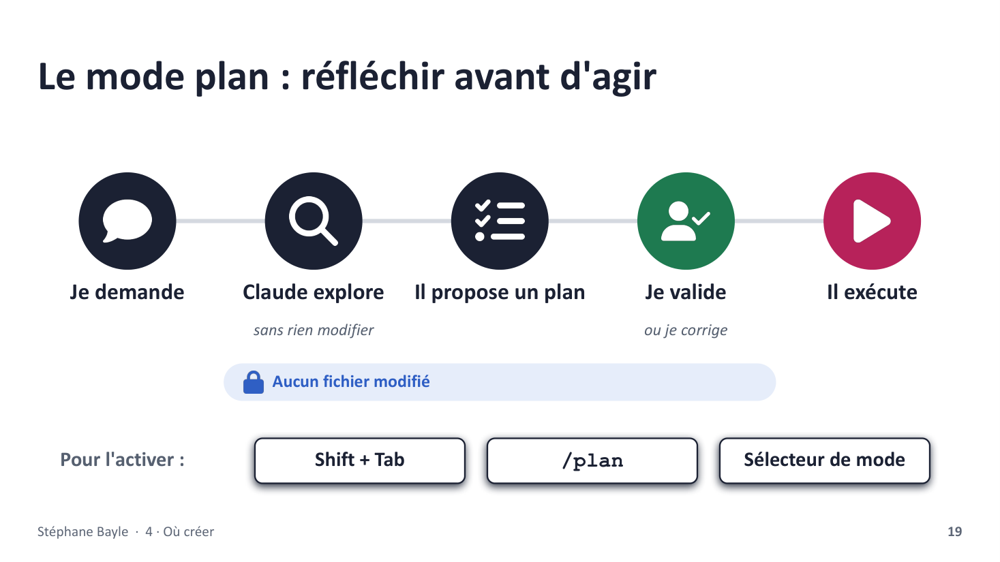 Le mode plan : réfléchir avant d'agir
Je demande
Claude explore
Il propose un plan
Je valide
Il exécute
sans rien modifier
ou je corrige
Aucun fichier modifié
Pour l'activer :
Shift + Tab
/plan
Sélecteur de mode
Stéphane Bayle · 4 · Où créer
19